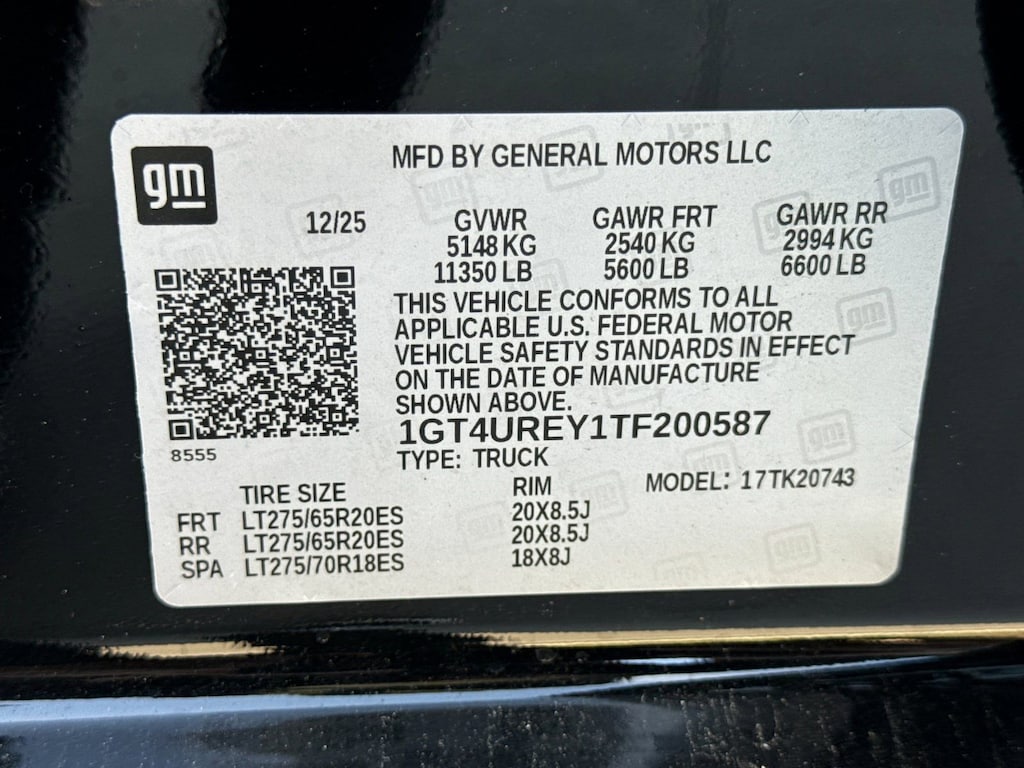 gm
MFD BY GENERAL MOTORS LLC
12/25 GVWR GAWR FRT GAWR RR
5148 KG 2540 KG 2994 KG
11350 LB 5600 LB 6600 LB
THIS VEHICLE CONFORMS TO ALL
APPLICABLE U.S. FEDERAL MOTOR
VEHICLE SAFETY STANDARDS IN EFFECT
ON THE DATE OF MANUFACTURE
SHOWN ABOVE.
1GT4UREY1TF200587
8555
TYPE: TRUCK
MODEL: 17TK20743
TIRE SIZE RIM
FRT LT275/65R20ES 20X8.5J
RR LT275/65R20ES 20X8.5J
SPA LT275/70R18ES 18X8J